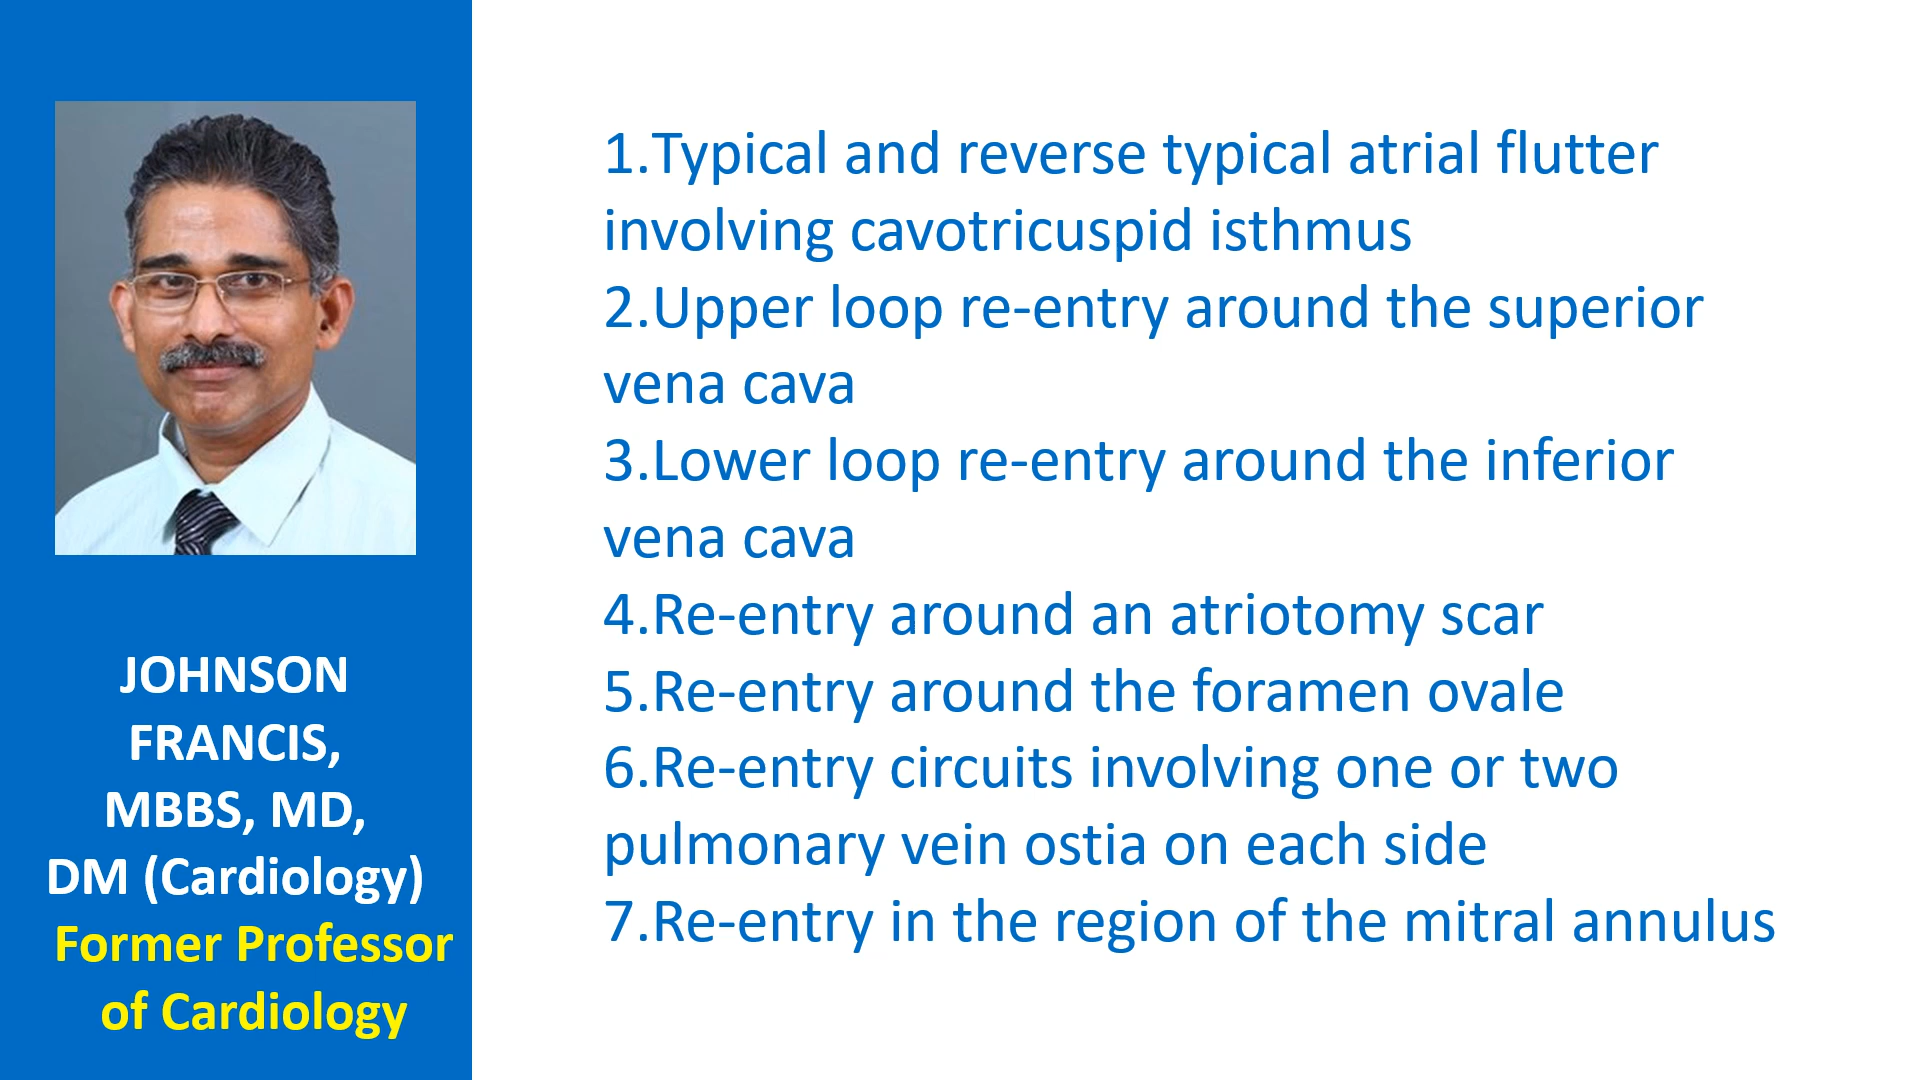 JOHNSON
FRANCIS,
MBBS, MD,
DM (Cardiology)
Former Professor
of Cardiology
1.Typical and reverse typical atrial flutter
involving cavotricuspid isthmus
2.Upper loop re-entry around the superior
vena cava
3.Lower loop re-entry around the inferior
vena cava
4.Re-entry around an atriotomy scar
5.Re-entry around the foramen ovale
6.Re-entry circuits involving one or two
pulmonary vein ostia on each side
7.Re-entry in the region of the mitral annulus